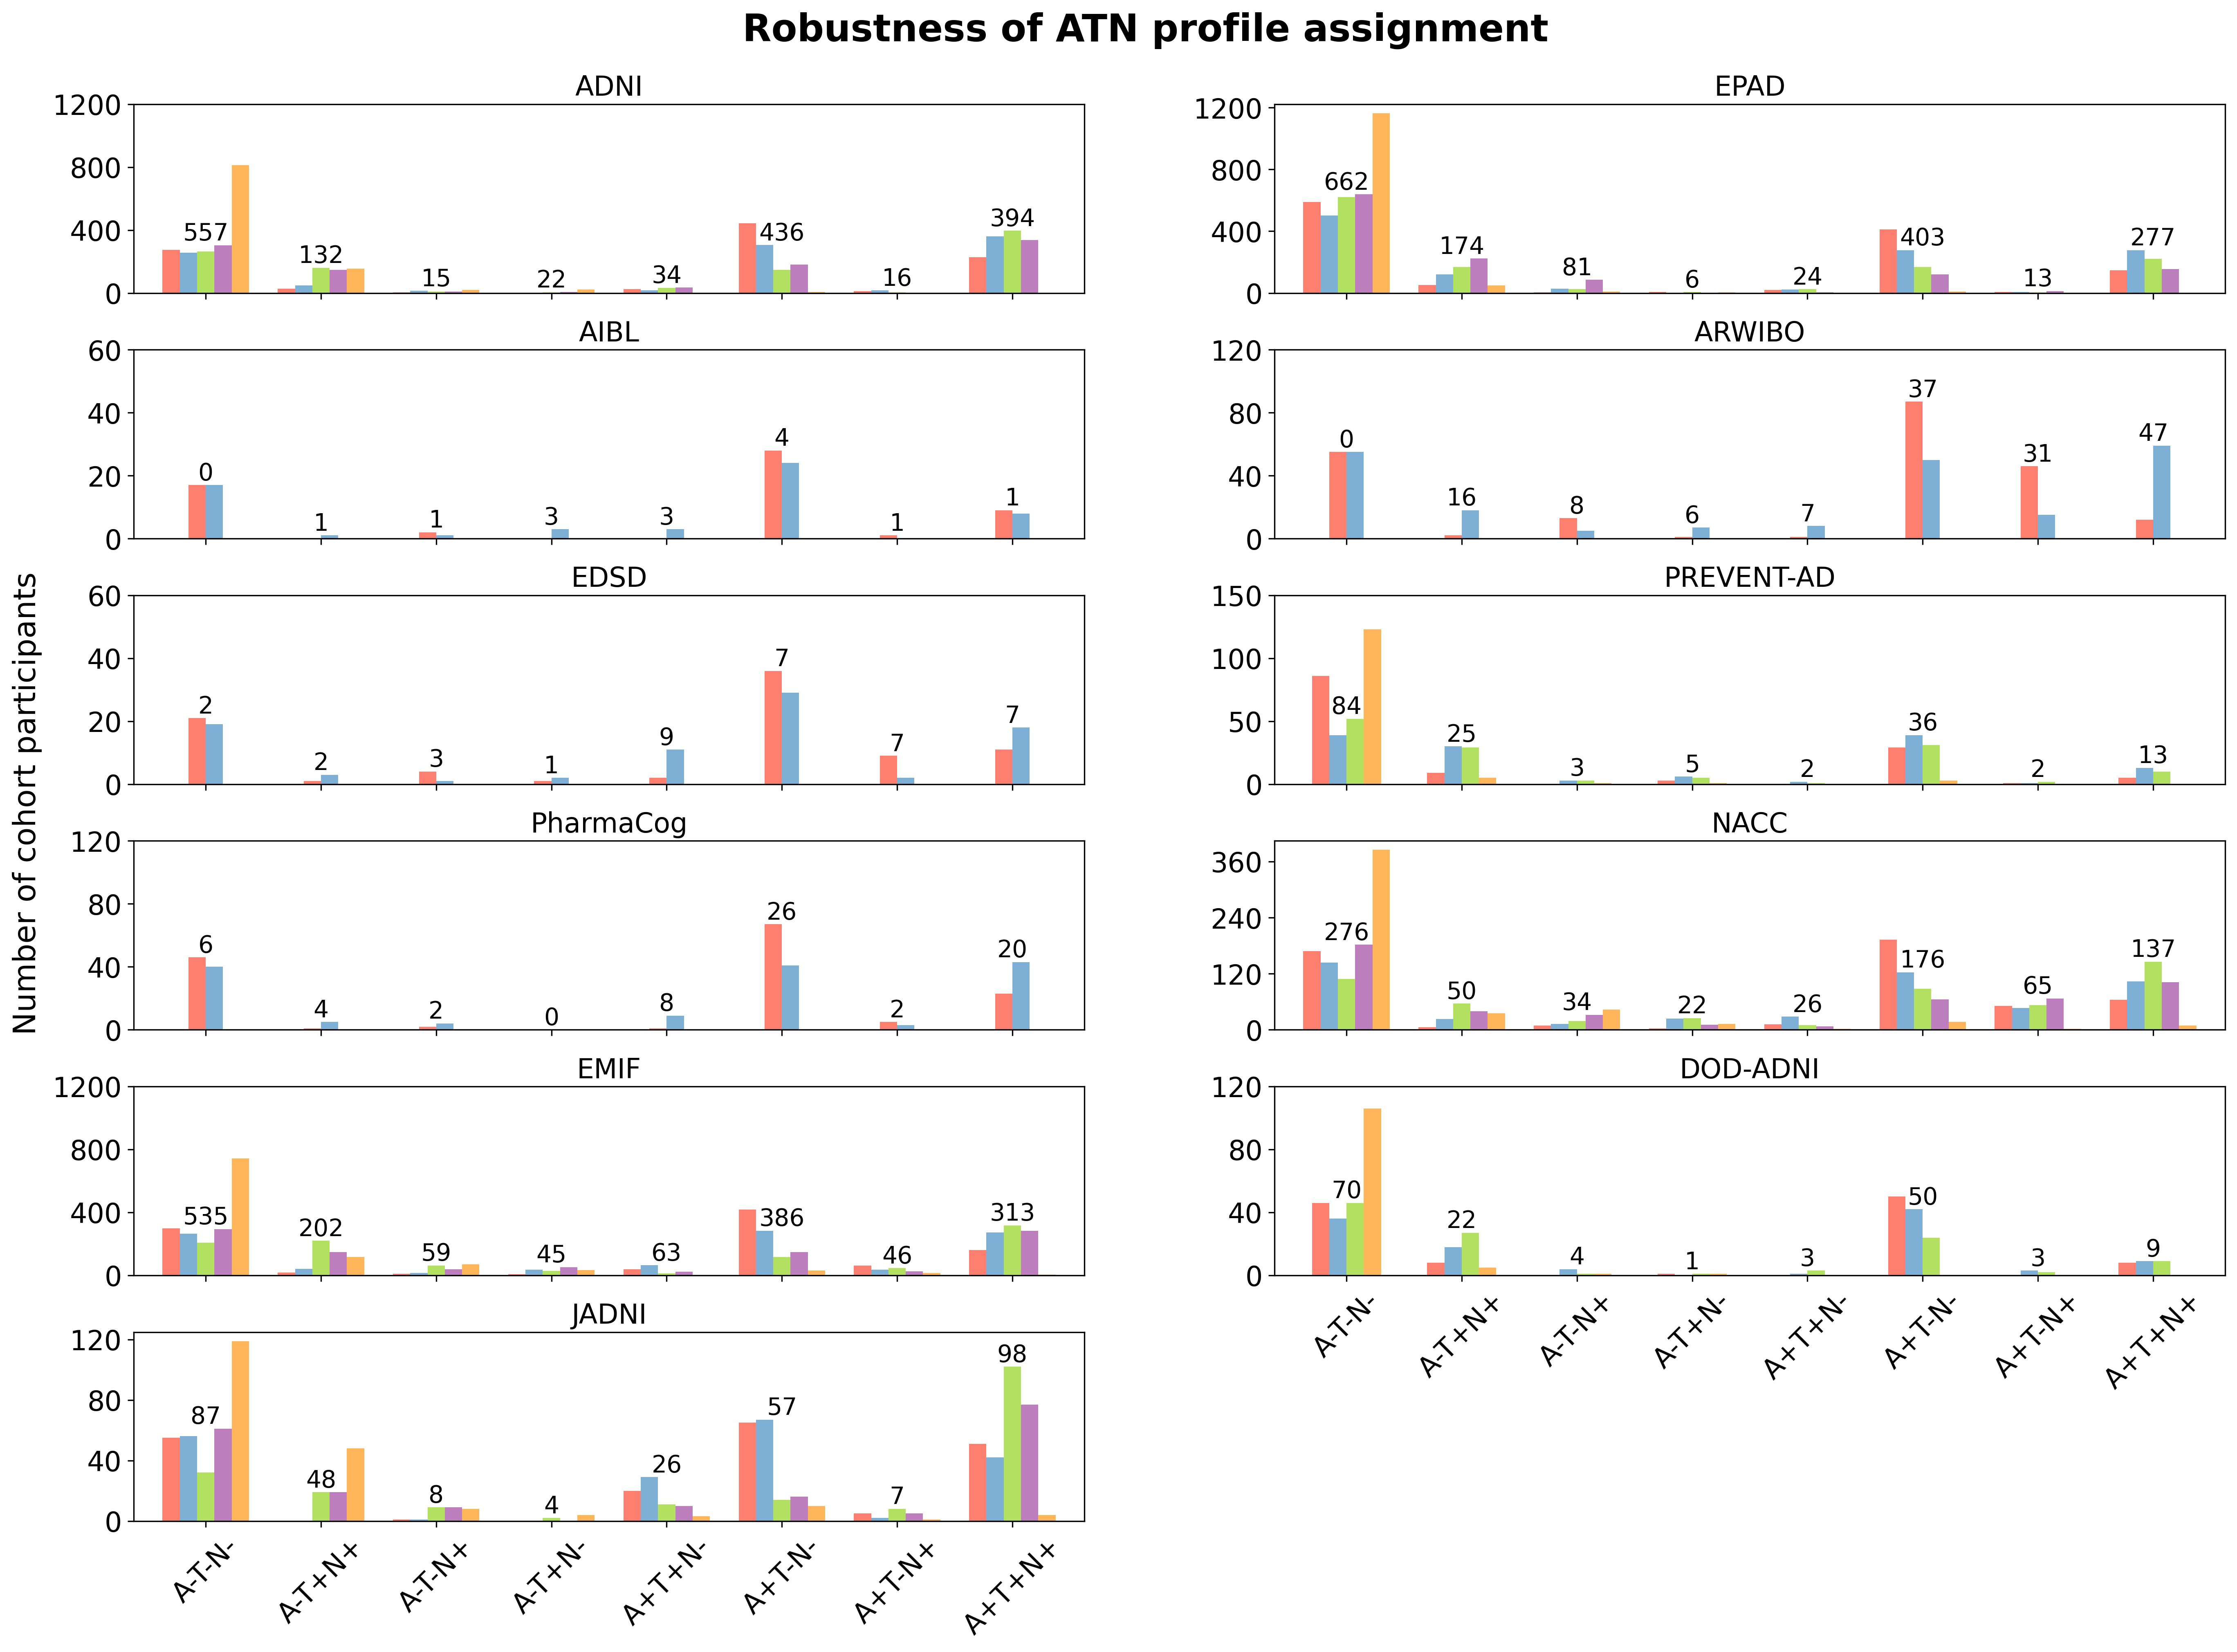 Robustness of ATN profile assignment
Number of cohort participants
ADNI
1200
800
400
0
557 132 15 22 34 436 16 394
EPAD
1200
800
400
0
662 174 81 6 24 403 13 277
AIBL
60
40
20
0
0 1 1 3 3 4 1 1
ARWIBO
120
80
40
0
0 16 8 6 7 37 31 47
EDSD
60
40
20
0
2 2 3 1 9 7 7 7
PREVENT-AD
150
100
50
0
84 25 3 5 2 36 2 13
PharmaCog
120
80
40
0
6 4 2 0 8 26 2 20
NACC
360
240
120
0
276 50 34 22 26 176 65 137
EMIF
1200
800
400
0
535 202 59 45 63 386 46 313
DOD-ADNI
120
80
40
0
70 22 4 1 3 50 3 9
A-T-N- A-T+N+ A-T-N+ A-T+N- A+T+N- A+T-N- A+T-N+ A+T+N+
JADNI
120
80
40
0
87 48 8 4 26 57 7 98
A-T-N- A-T+N+ A-T-N+ A-T+N- A+T+N- A+T-N- A+T-N+ A+T+N+